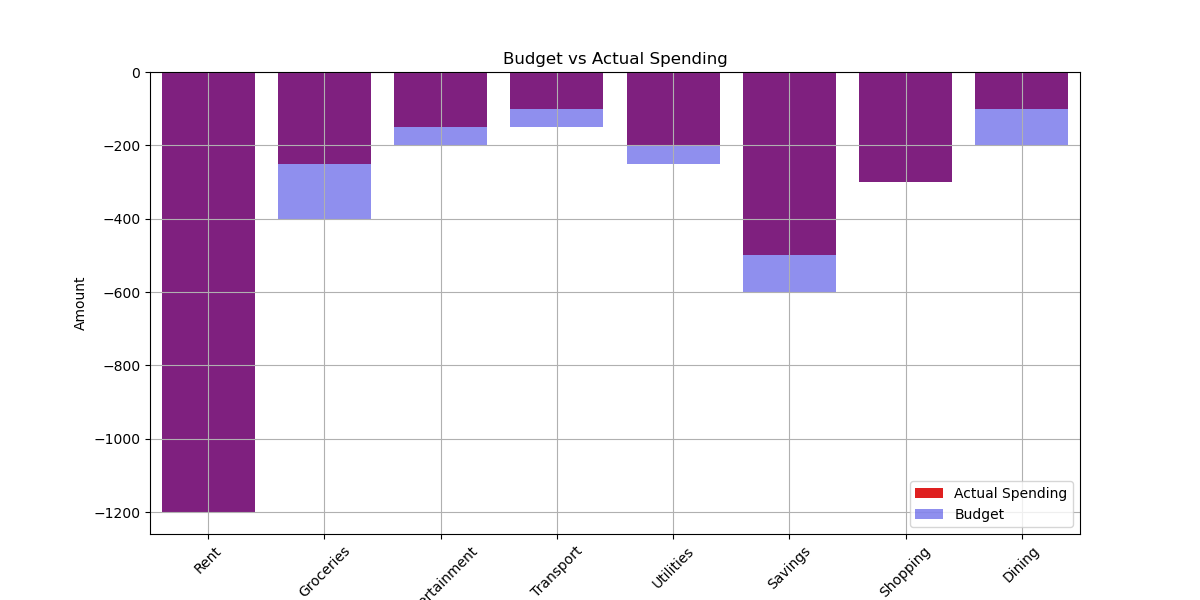 Budget vs Actual Spending
0
−200
−400
−600
−800
−1000
−1200
Amount
Actual Spending
Budget
Rent
Groceries
ertainment
Transport
Utilities
Savings
Shopping
Dining